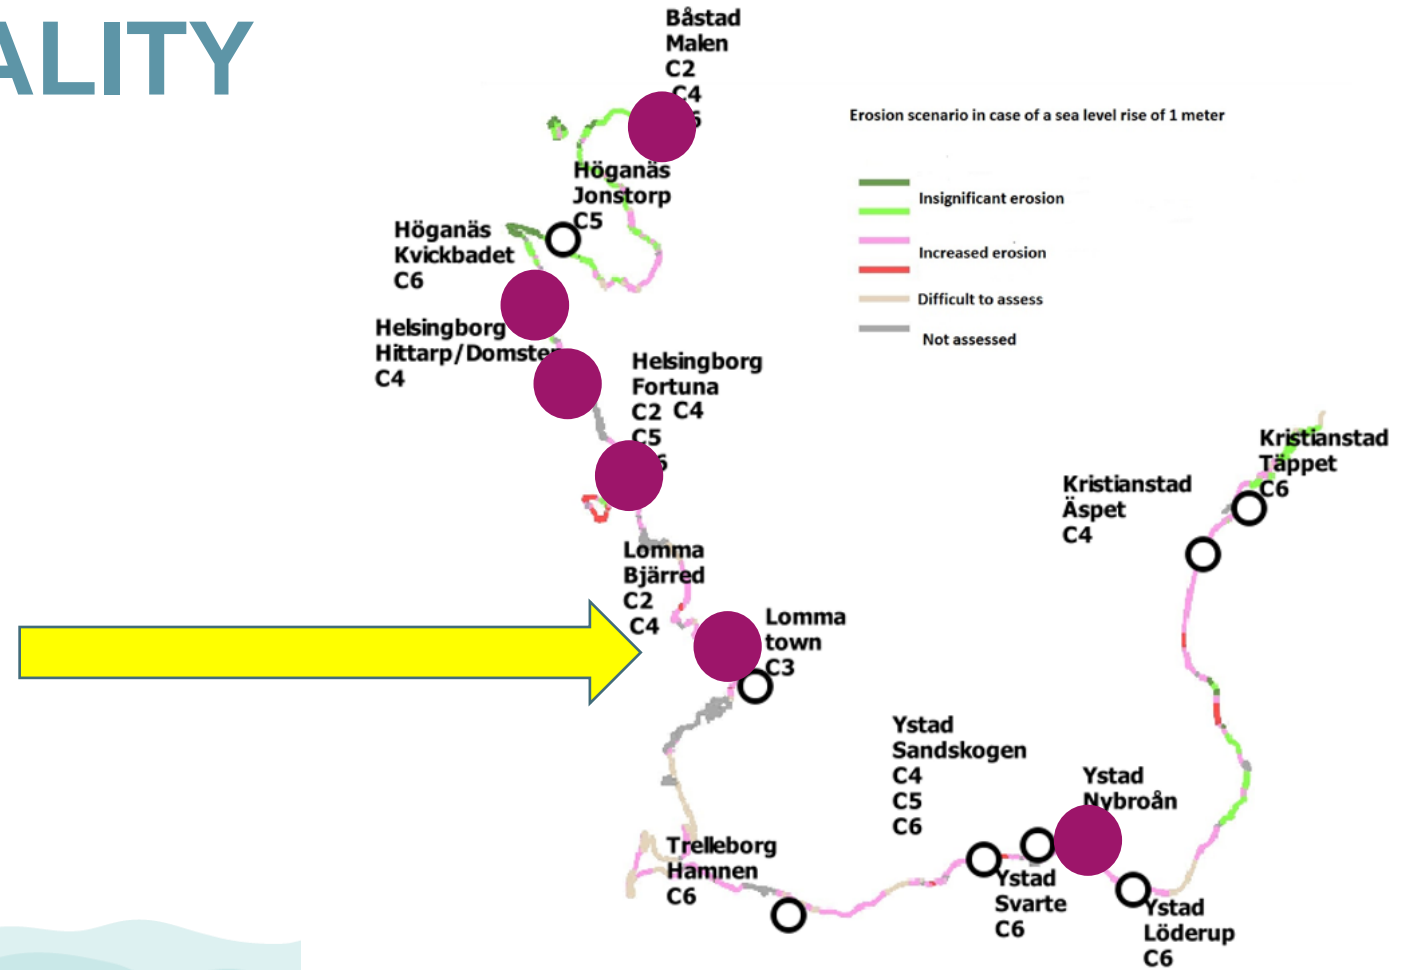 ALITY
Båstad
Malen
C2
C4
6
Erosion scenario in case of a sea level rise of 1 meter
Insignificant erosion
Increased erosion
Difficult to assess
Not assessed
Höganäs
Jonstorp
C5
Höganäs
Kvickbadet
C6
Helsingborg
Hittarp/Domsten
C4
Helsingborg
Fortuna
C2 C4
C5
6
Lomma
Bjärred
C2
C4
Lomma
town
C3
Kristianstad
Täppet
C6
Kristianstad
Äspet
C4
Ystad
Sandskogen
C4
C5
C6
Ystad
Nybroån
Trelleborg
Hamnen
C6
Ystad
Svarte
C6
Ystad
Löderup
C6